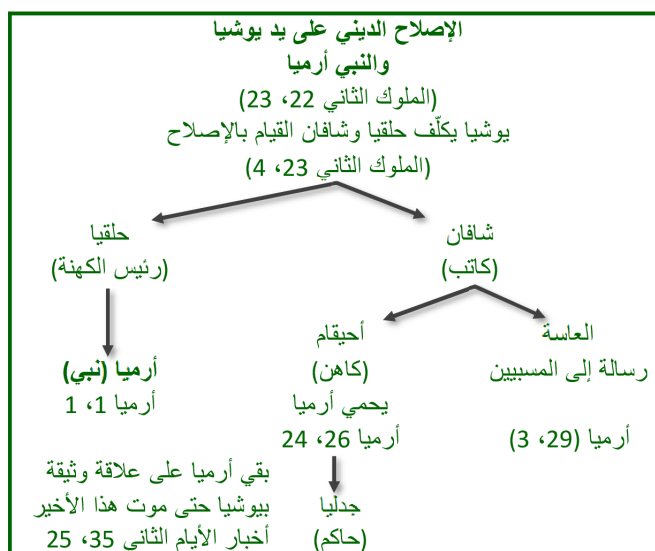 الإصلاح الديني على يد يوشيا
والنبي أرميا
(الملوك الثاني 22، 23)
يوشيا يكلّف حلقيا وشافان القيام بالإصلاح
(الملوك الثاني 23، 4)
شافان
(كاتب)
حلقيا
(رئيس الكهنة)
العاسة
رسالة إلى المسبيين
أرميا (29، 3)
أحيقام
(كاهن)
يحمي أرميا
أرميا 26، 24
أرميا (نبي)
أرميا 1، 1
جدليا
(حاكم)
بقي أرميا على علاقة وثيقة
بيوشيا حتى موت هذا الأخير
أخبار الأيام الثاني 35، 25